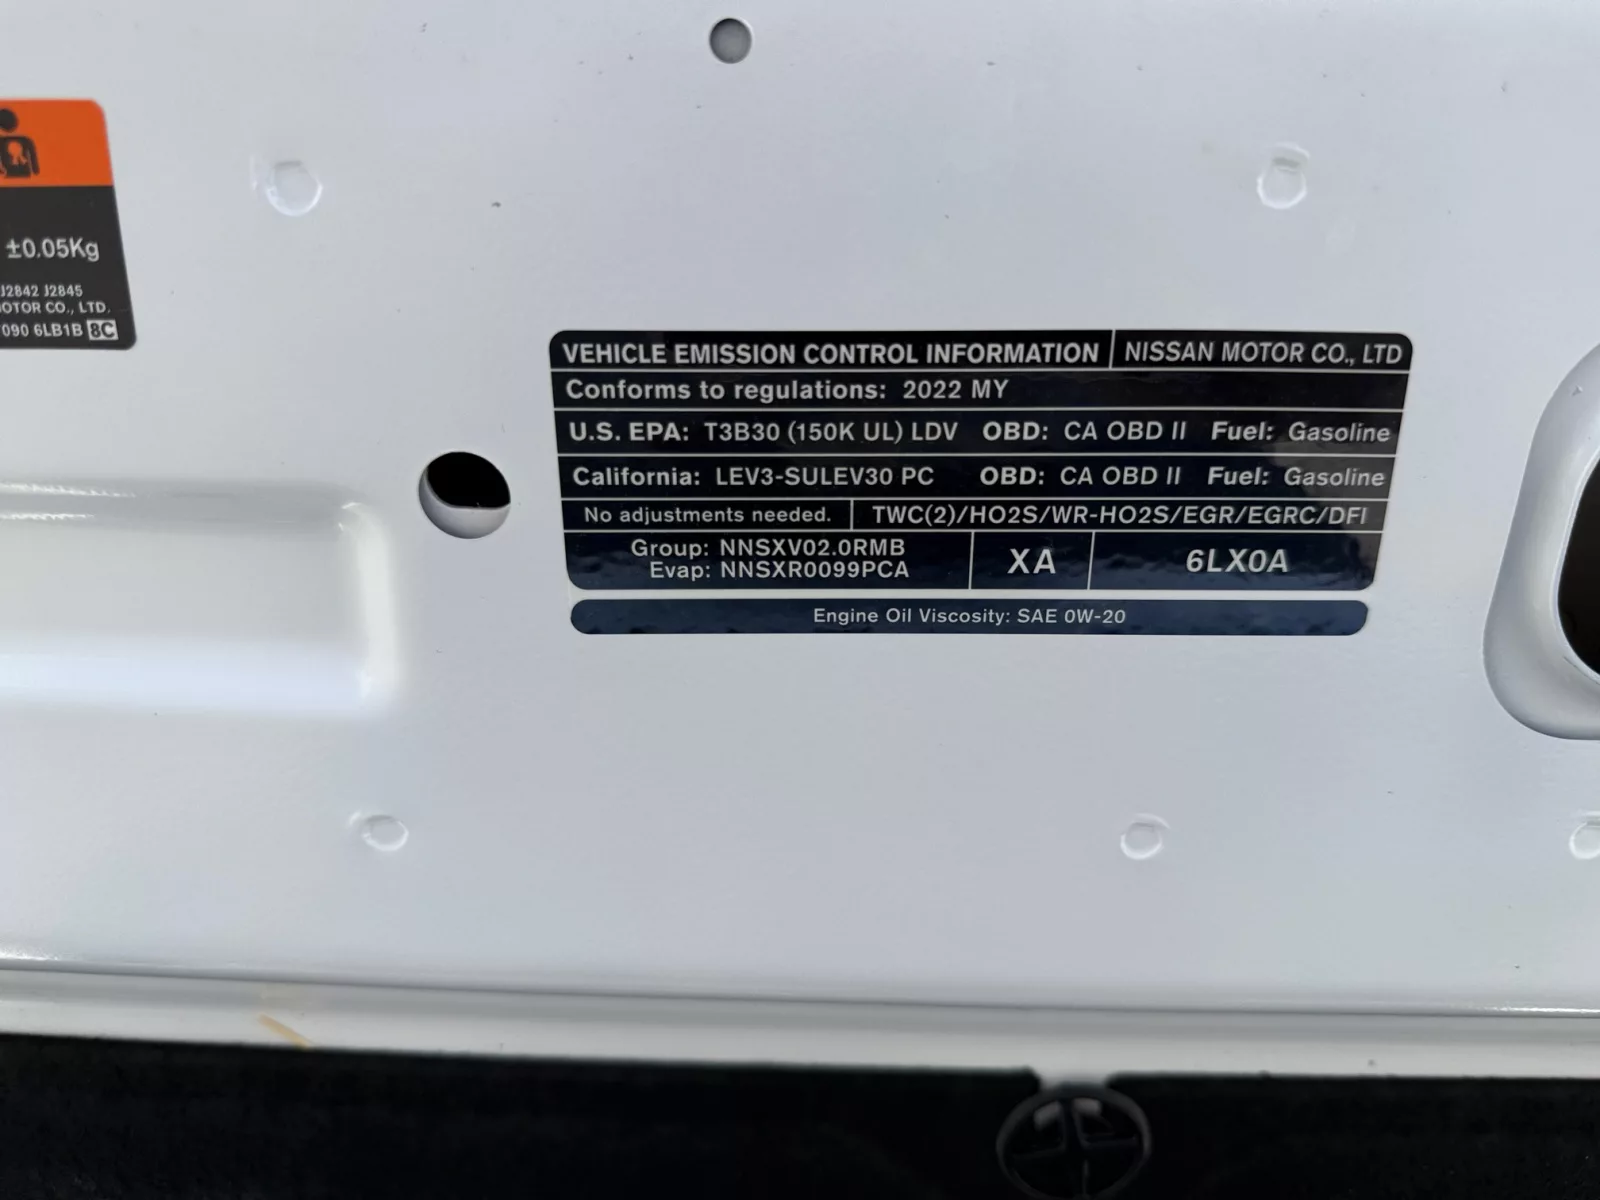 ±0.05Kg
J2842 J2845
OTOR CO., LTD.
090 6LB1B 8C
VEHICLE EMISSION CONTROL INFORMATION NISSAN MOTOR CO., LTD
Conforms to regulations: 2022 MY
U.S. EPA: T3B30 (150K UL) LDV OBD: CA OBD II Fuel: Gasoline
California: LEV3-SULEV30 PC OBD: CA OBD II Fuel: Gasoline
No adjustments needed. TWC(2)/HO2S/WR-HO2S/EGR/EGRC/DFI
Group: NNSXV02.0RMB
Evap: NNSXR0099PCA
XA
6LX0A
Engine Oil Viscosity: SAE 0W-20